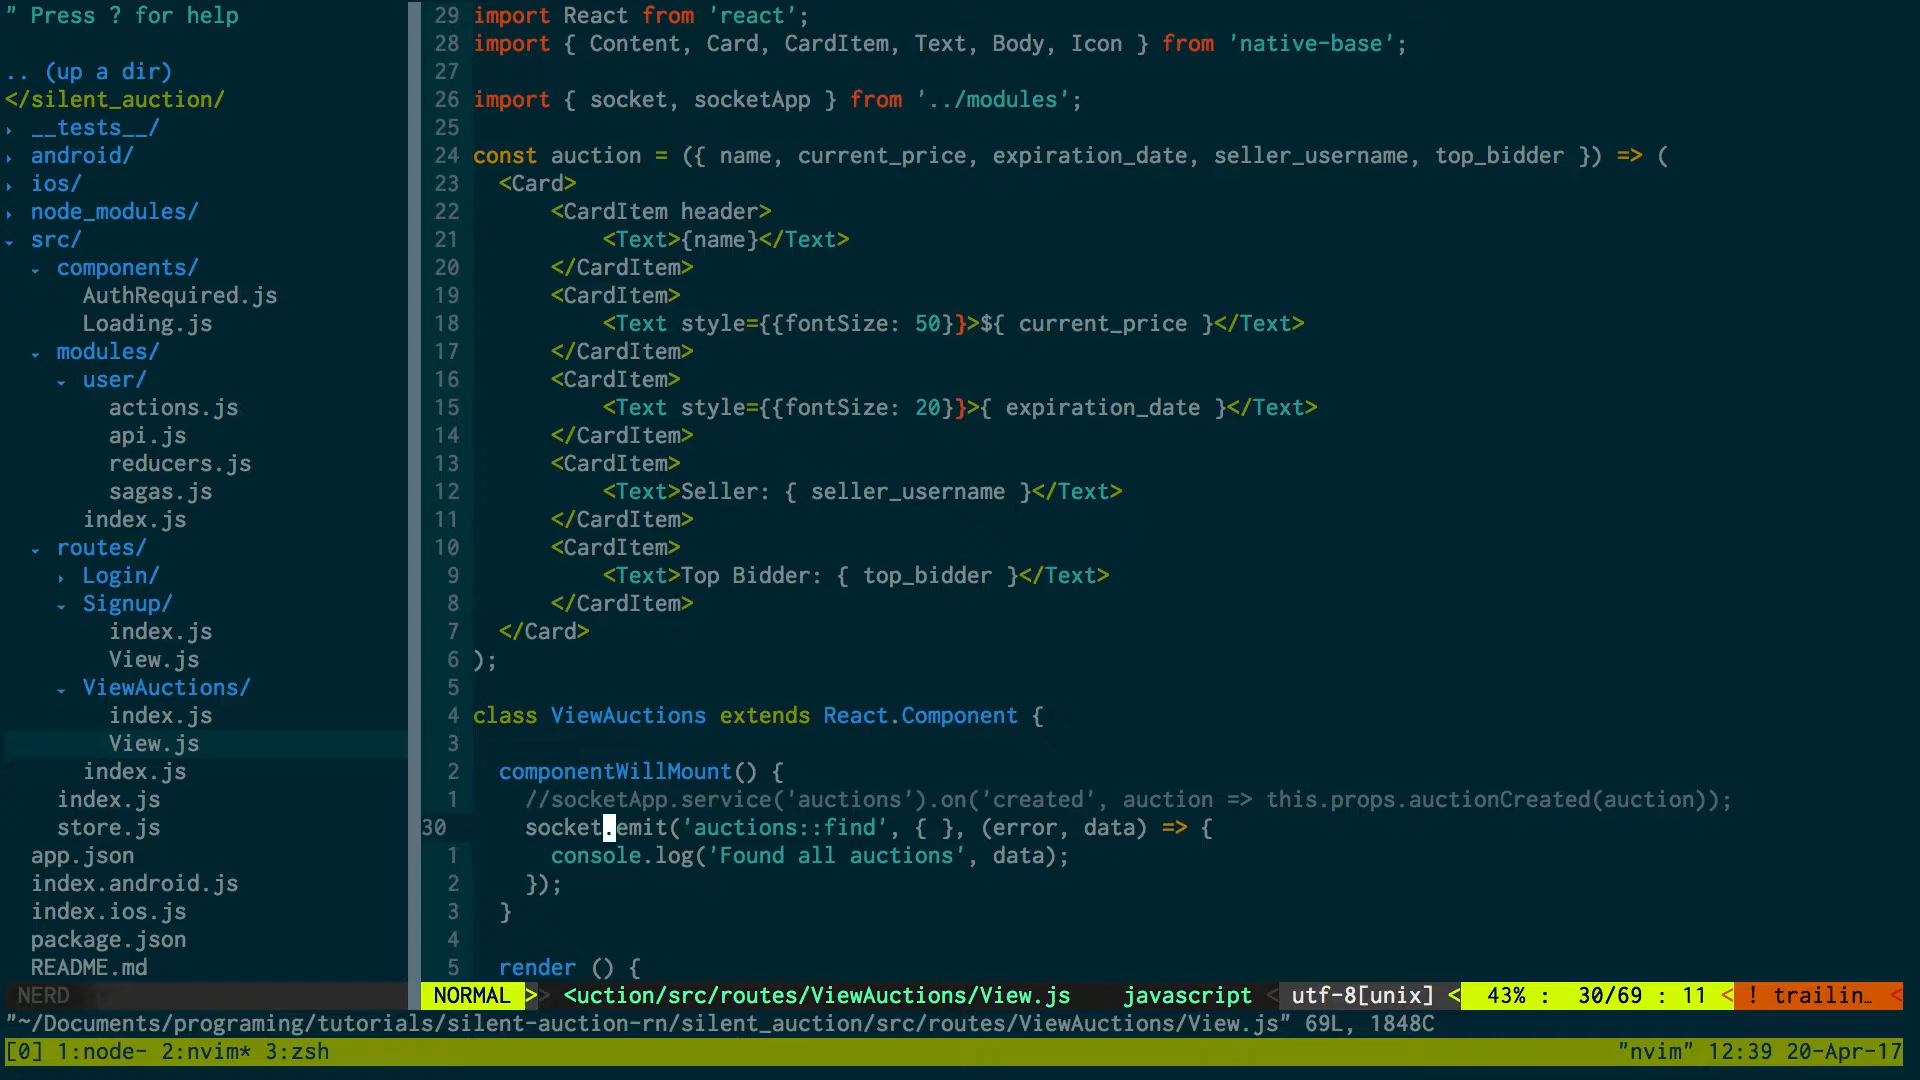 " Press ? for help
.. (up a dir)
</silent_auction/
▸ __tests__/
▸ android/
▸ ios/
▸ node_modules/
▾ src/
▾ components/
AuthRequired.js
Loading.js
▾ modules/
▾ user/
actions.js
api.js
reducers.js
sagas.js
index.js
▾ routes/
▸ Login/
▾ Signup/
index.js
View.js
▾ ViewAuctions/
index.js
View.js
index.js
index.js
store.js
app.json
index.android.js
index.ios.js
package.json
README.md
NERD
29 import React from 'react';
28 import { Content, Card, CardItem, Text, Body, Icon } from 'native-base';
27
26 import { socket, socketApp } from '../modules';
25
24 const auction = ({ name, current_price, expiration_date, seller_username, top_bidder }) => (
23   <Card>
22       <CardItem header>
21           <Text>{name}</Text>
20       </CardItem>
19       <CardItem>
18           <Text style={{fontSize: 50}}>${ current_price }</Text>
17       </CardItem>
16       <CardItem>
15           <Text style={{fontSize: 20}}>{ expiration_date }</Text>
14       </CardItem>
13       <CardItem>
12           <Text>Seller: { seller_username }</Text>
11       </CardItem>
10       <CardItem>
9           <Text>Top Bidder: { top_bidder }</Text>
8       </CardItem>
7   </Card>
6 );
5
4 class ViewAuctions extends React.Component {
3
2   componentWillMount() {
1     //socketApp.service('auctions').on('created', auction => this.props.auctionCreated(auction));
30     socket.emit('auctions::find', { }, (error, data) => {
1       console.log('Found all auctions', data);
2     });
3   }
4
5   render () {
NORMAL > <uction/src/routes/ViewAuctions/View.js javascript < utf-8[unix] < 43% : 30/69 : 11 < ! trailin… <
"~/Documents/programing/tutorials/silent-auction-rn/silent_auction/src/routes/ViewAuctions/View.js" 69L, 1848C
[0] 1:node- 2:nvim* 3:zsh "nvim" 12:39 20-Apr-17